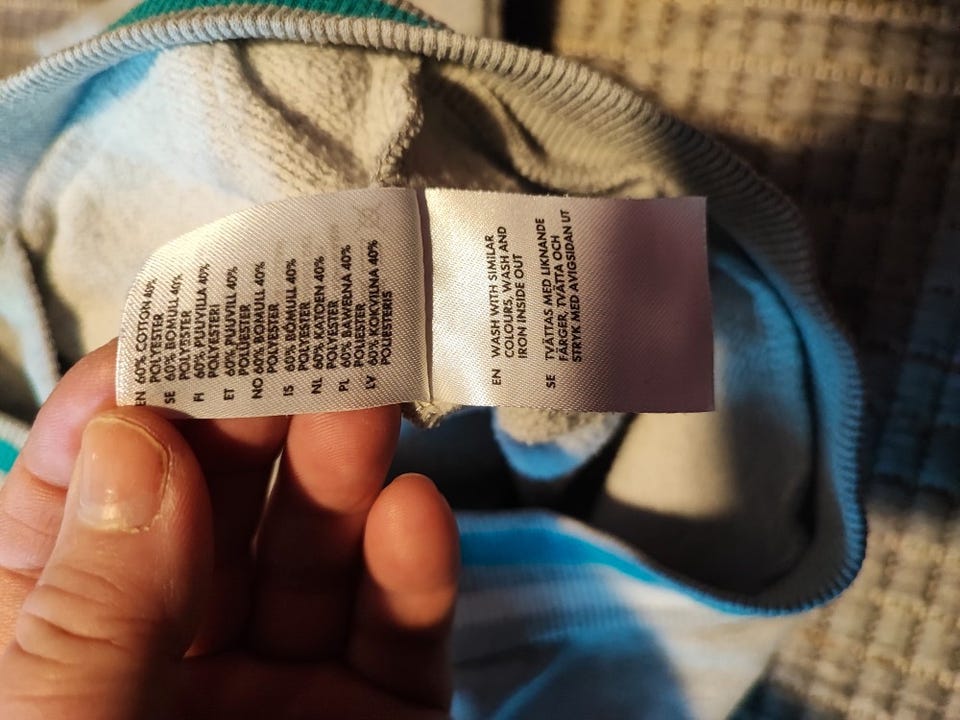 EN 60% COTTON 40%
POLYESTER
SE 60% BOMULL 40%
POLYESTER
FI 60% PUUVILLA 40%
POLYESTERI
ET 60% PUUVILL 40%
POLÜESTER
NO 60% BOMULL 40%
POLYESTER
IS 60% BÓMULL 40%
POLYESTER
NL 60% KATOEN 40%
POLYESTER
PL 60% BAWEŁNA 40%
POLIESTER
LV 60% KOKVILNA 40%
POLIESTERIS
EN WASH WITH SIMILAR
COLOURS, WASH AND
IRON INSIDE OUT
SE TVÄTTAS MED LIKNANDE
FÄRGER, TVÄTTA OCH
STRYK MED AVIGSIDAN UT